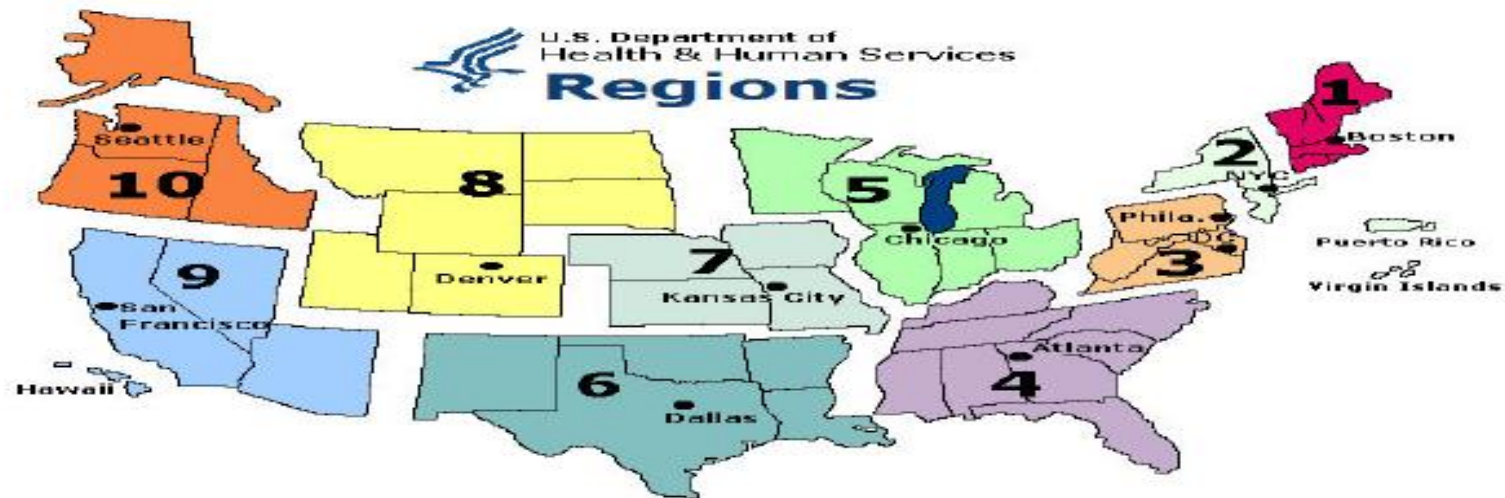 U.S. Department of
Health & Human Services
Regions
1
Boston
2
NYC
Seattle
10
8
5
Chicago
Phila.
DC
3
Puerto Rico
Virgin Islands
9
San
Francisco
Denver
7
Kansas City
Hawaii
6
Dallas
Atlanta
4